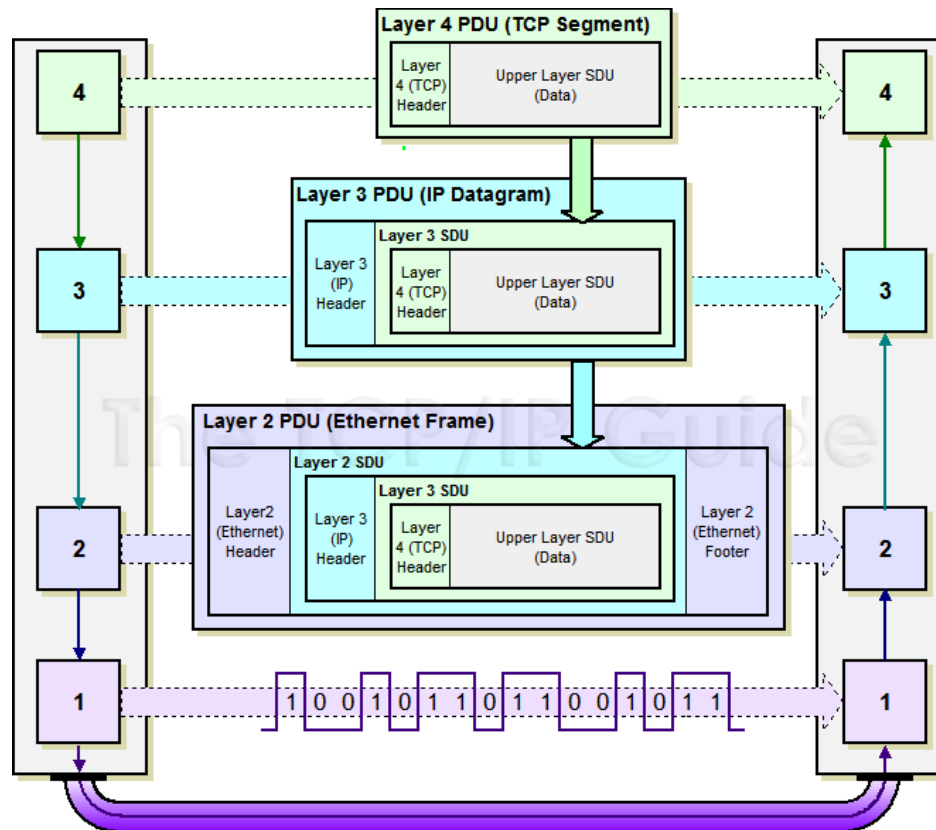 Layer 4 PDU (TCP Segment)
4
Layer
4 (TCP)
Header
Upper Layer SDU
(Data)
4
Layer 3 PDU (IP Datagram)
3
Layer 3
(IP)
Header
Layer 3 SDU
Layer
4 (TCP)
Header
Upper Layer SDU
(Data)
3
The TCP/IP Guide
Layer 2 PDU (Ethernet Frame)
2
Layer2
(Ethernet)
Header
Layer 2 SDU
Layer 3
(IP)
Header
Layer 3 SDU
Layer
4 (TCP)
Header
Upper Layer SDU
(Data)
Layer 2
(Ethernet)
Footer
2
1
1 0 0 1 0 1 1 0 1 1 0 0 1 0 1 1
1